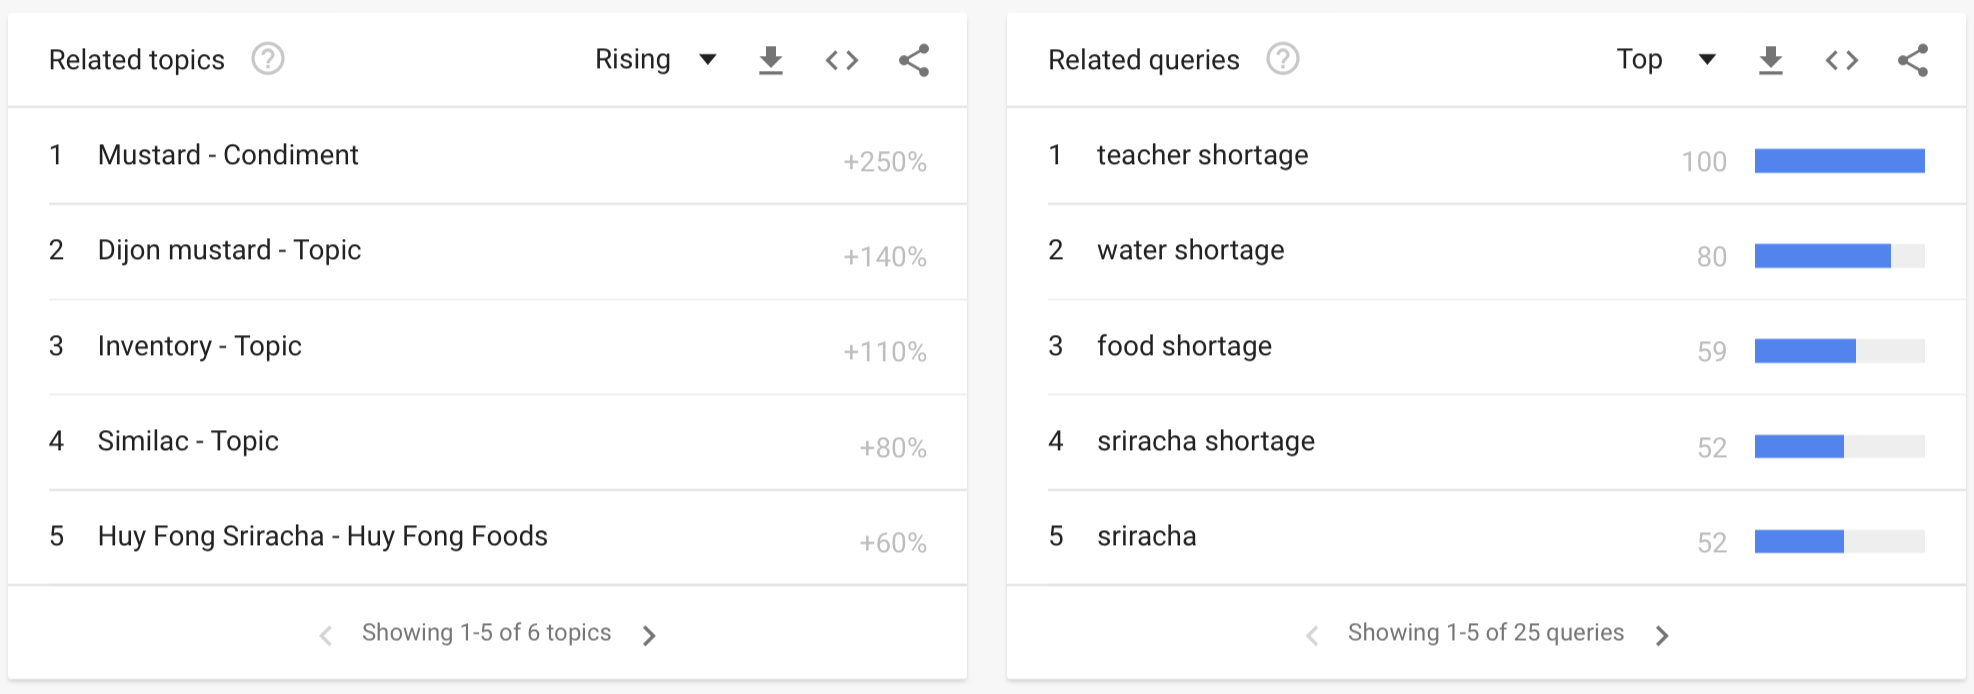 Related topics ?
Rising
1 Mustard - Condiment +250%
2 Dijon mustard - Topic +140%
3 Inventory - Topic +110%
4 Similac - Topic +80%
5 Huy Fong Sriracha - Huy Fong Foods +60%
Showing 1-5 of 6 topics
Related queries ?
Top
1 teacher shortage 100
2 water shortage 80
3 food shortage 59
4 sriracha shortage 52
5 sriracha 52
Showing 1-5 of 25 queries